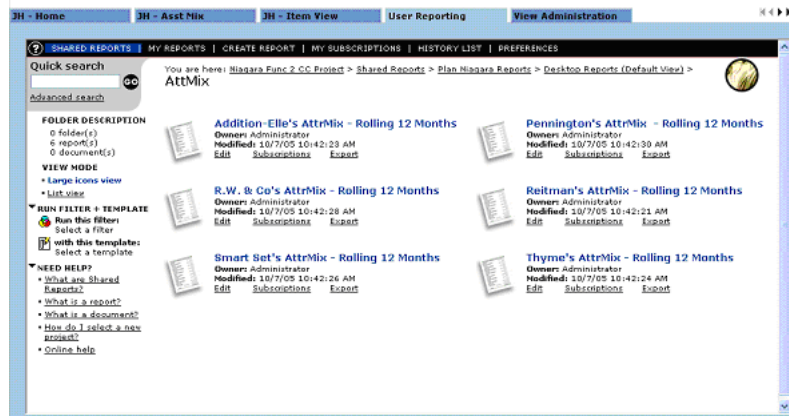 JH - Home JH - Asst Mix JH - Item View User Reporting View Administration
? SHARED REPORTS | MY REPORTS | CREATE REPORT | MY SUBSCRIPTIONS | HISTORY LIST | PREFERENCES
Quick search
GO
Advanced search
You are here: Niagara Func 2 CC Project > Shared Reports > Plan Niagara Reports > Desktop Reports (Default View) >
AttMix
FOLDER DESCRIPTION
0 folder(s)
6 report(s)
0 document(s)
VIEW MODE
• Large icons view
• List view
RUN FILTER + TEMPLATE
Run this filter:
Select a filter
with this template:
Select a template
NEED HELP?
• What are Shared
Reports?
• What is a report?
• What is a document?
• How do I select a new
project?
• Online help
Addition-Elle's AttrMix - Rolling 12 Months
Owner: Administrator
Modified: 10/7/05 10:42:23 AM
Edit Subscriptions Export
Pennington's AttrMix - Rolling 12 Months
Owner: Administrator
Modified: 10/7/05 10:42:30 AM
Edit Subscriptions Export
R.W. & Co's AttrMix - Rolling 12 Months
Owner: Administrator
Modified: 10/7/05 10:42:28 AM
Edit Subscriptions Export
Reitman's AttrMix - Rolling 12 Months
Owner: Administrator
Modified: 10/7/05 10:42:21 AM
Edit Subscriptions Export
Smart Set's AttrMix - Rolling 12 Months
Owner: Administrator
Modified: 10/7/05 10:42:26 AM
Edit Subscriptions Export
Thyme's AttrMix - Rolling 12 Months
Owner: Administrator
Modified: 10/7/05 10:42:24 AM
Edit Subscriptions Export